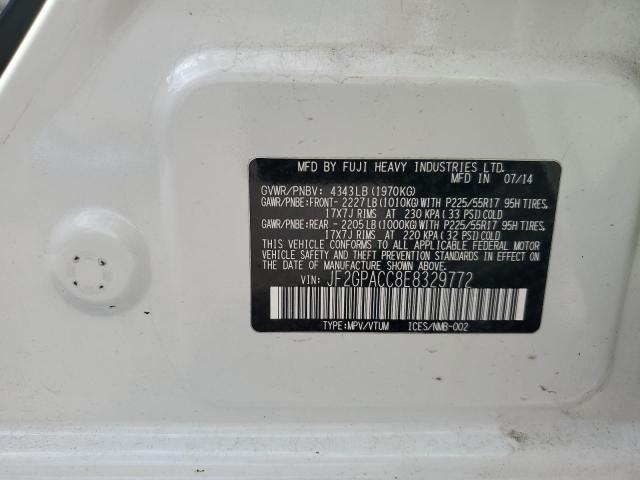 MFD BY FUJI HEAVY INDUSTRIES LTD.
MFD IN 07/14
GVWR/PNBV: 4343LB (1970KG)
GAWR/PNBE:FRONT- 2227LB (1010KG) WITH P225/55R17 95H TIRES,
17X7J RIMS AT 230 KPA (33 PSI) COLD
GAWR/PNBE:REAR - 2205LB (1000KG) WITH P225/55R17 95H TIRES,
17X7J RIMS AT 220 KPA (32 PSI) COLD
THIS VEHICLE CONFORMS TO ALL APPLICABLE FEDERAL MOTOR
VEHICLE SAFETY AND THEFT PREVENTION STANDARDS IN EFFECT ON
THE DATE OF MANUFACTURE SHOWN ABOVE.
VIN: JF2GPACC8E8329772
TYPE:MPV/VTUM ICES/NMB-002